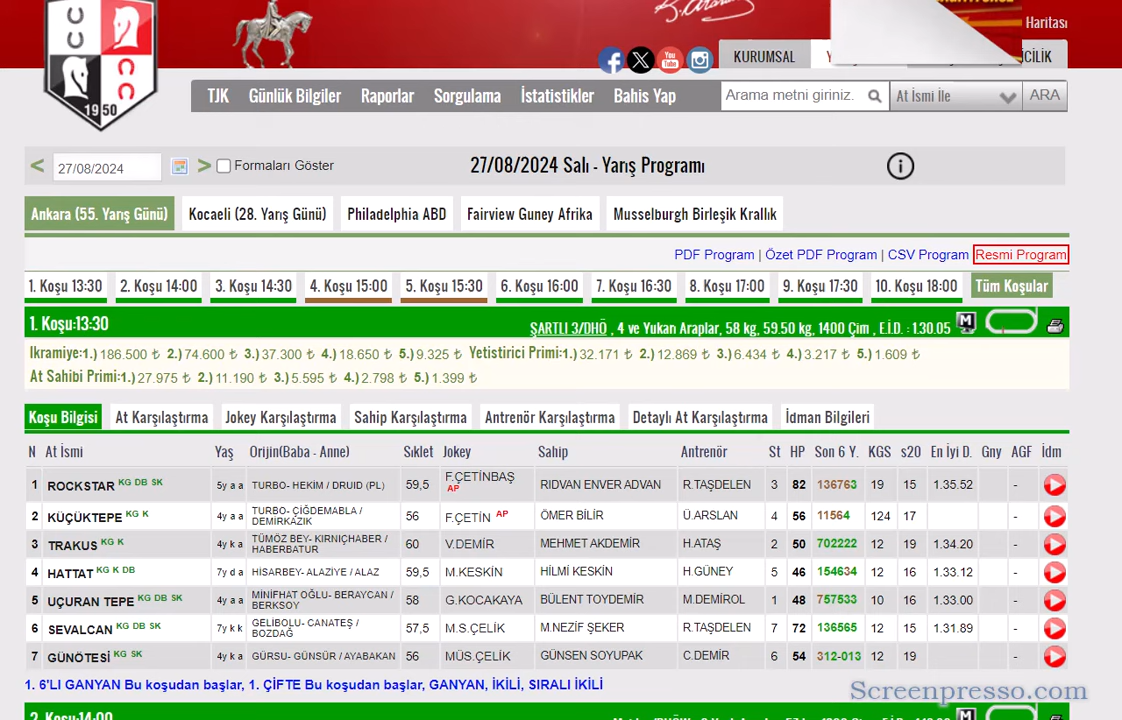 Haritası
KURUMSAL
CİLİK
1950
TJK Günlük Bilgiler Raporlar Sorgulama İstatistikler Bahis Yap Arama metni giriniz. At İsmi İle ARA
< 27/08/2024 > Formaları Göster 27/08/2024 Salı - Yarış Programı
Ankara (55. Yarış Günü) Kocaeli (28. Yarış Günü) Philadelphia ABD Fairview Guney Afrika Musselburgh Birleşik Krallık
PDF Program | Özet PDF Program | CSV Program Resmi Program
1. Koşu 13:30 2. Koşu 14:00 3. Koşu 14:30 4. Koşu 15:00 5. Koşu 15:30 6. Koşu 16:00 7. Koşu 16:30 8. Koşu 17:00 9. Koşu 17:30 10. Koşu 18:00 Tüm Koşular
1. Koşu:13:30 ŞARTLI 3/DHÖ , 4 ve Yukarı Araplar, 58 kg, 59.50 kg, 1400 Çim , E.İ.D. : 1.30.05 M
Ikramiye:1.) 186.500 ₺ 2.) 74.600 ₺ 3.) 37.300 ₺ 4.) 18.650 ₺ 5.) 9.325 ₺ Yetistirici Primi:1.) 32.171 ₺ 2.) 12.869 ₺ 3.) 6.434 ₺ 4.) 3.217 ₺ 5.) 1.609 ₺
At Sahibi Primi:1.) 27.975 ₺ 2.) 11.190 ₺ 3.) 5.595 ₺ 4.) 2.798 ₺ 5.) 1.399 ₺
Koşu Bilgisi At Karşılaştırma Jokey Karşılaştırma Sahip Karşılaştırma Antrenör Karşılaştırma Detaylı At Karşılaştırma İdman Bilgileri
N At İsmi Yaş Orijin(Baba - Anne) Sıklet Jokey Sahip Antrenör St HP Son 6 Y. KGS s20 En İyi D. Gny AGF İdm
1 ROCKSTAR KG DB SK 5y a a TURBO- HEKİM / DRUID (PL) 59,5 F.ÇETİNBAŞ AP RIDVAN ENVER ARDVAN R.TAŞDELEN 3 82 136763 19 15 1.35.52 -
2 KÜÇÜKTEPE KG K 4y a a TURBO- ÇİĞDEMABLA / DEMİRKAZIK 56 F.ÇETİN AP ÖMER BİLİR Ü.ARSLAN 4 56 11564 124 17 -
3 TRAKUS KG K 4y k a TÜMÖZ BEY- KIRNIÇHABER / HABERBATUR 60 V.DEMİR MEHMET AKDEMİR H.ATAŞ 2 50 702222 12 19 1.34.20 -
4 HATTAT KG K DB 7y d a HİSARBEY- ALAZİYE / ALAZ 59,5 M.KESKİN HİLMİ KESKİN H.GÜNEY 5 46 154634 12 16 1.33.12 -
5 UÇURAN TEPE KG DB SK 4y a a MİNİFHAT OĞLU- BERAYCAN / BERKSOY 58 G.KOCAKAYA BÜLENT TOYDEMİR M.DEMİROL 1 48 757533 10 16 1.33.00 -
6 SEVALCAN KG DB SK 7y k k GELİBOLU- CANATEŞ / BOZDAĞ 57,5 M.S.ÇELİK M.NEZİF ŞEKER R.TAŞDELEN 7 72 136565 12 15 1.31.89 -
7 GÜNÖTESİ KG SK 4y k a GÜRSU- GÜNSÜR / AYABAKAN 56 MÜS.ÇELİK GÜNSEN SOYUPAK C.DEMİR 6 54 312-013 12 19 -
1. 6'LI GANYAN Bu koşudan başlar, 1. ÇİFTE Bu koşudan başlar, GANYAN, İKİLİ, SIRALI İKİLİ
Screenpresso.com
2. Koşu:14:00